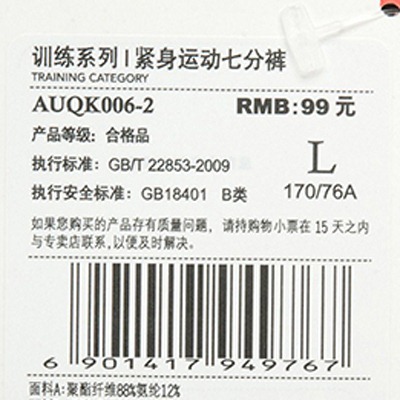 训练系列 | 紧身运动七分裤
TRAINING CATEGORY
AUQK006-2 RMB:99 元
产品等级: 合格品
执行标准: GB/T 22853-2009 L
执行安全标准: GB18401 B类 170/76A
如果您购买的产品存有质量问题, 请持购物小票在 15 天之内
与专卖店联系,以便及时解决。
6 901417 949767
面料A:聚酯纤维88%氨纶12%